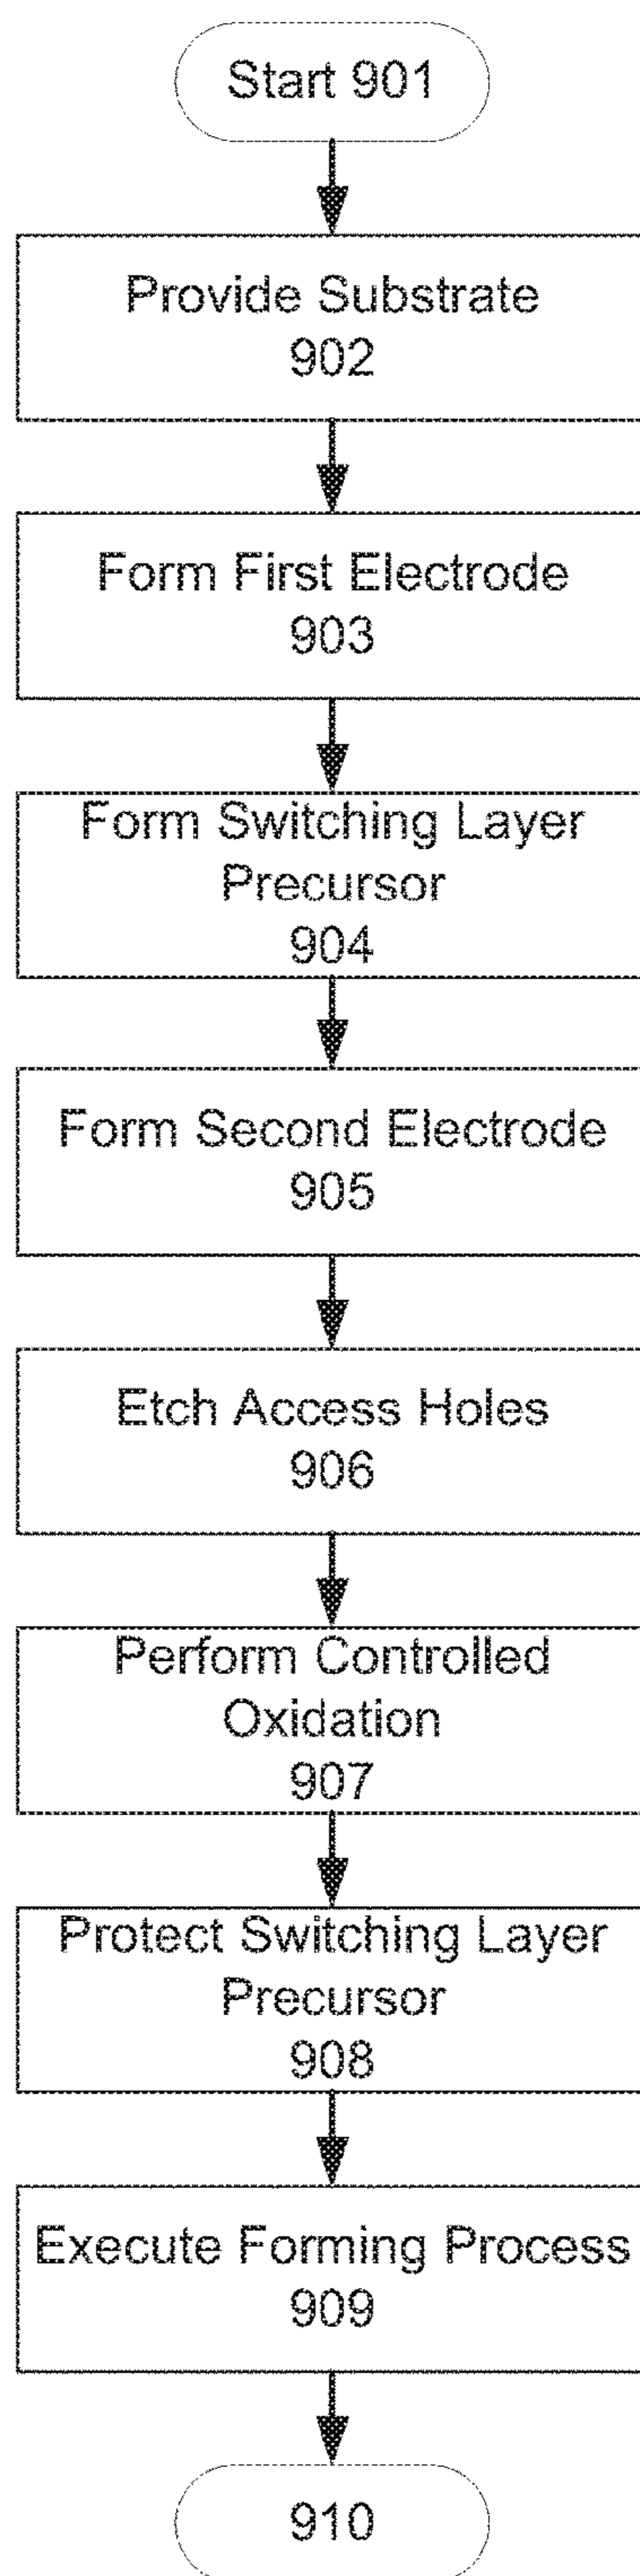 Start 901
Provide Substrate
902
Form First Electrode
903
Form Switching Layer
Precursor
904
Form Second Electrode
905
Etch Access Holes
906
Perform Controlled
Oxidation
907
Protect Switching Layer
Precursor
908
Execute Forming Process
909
910